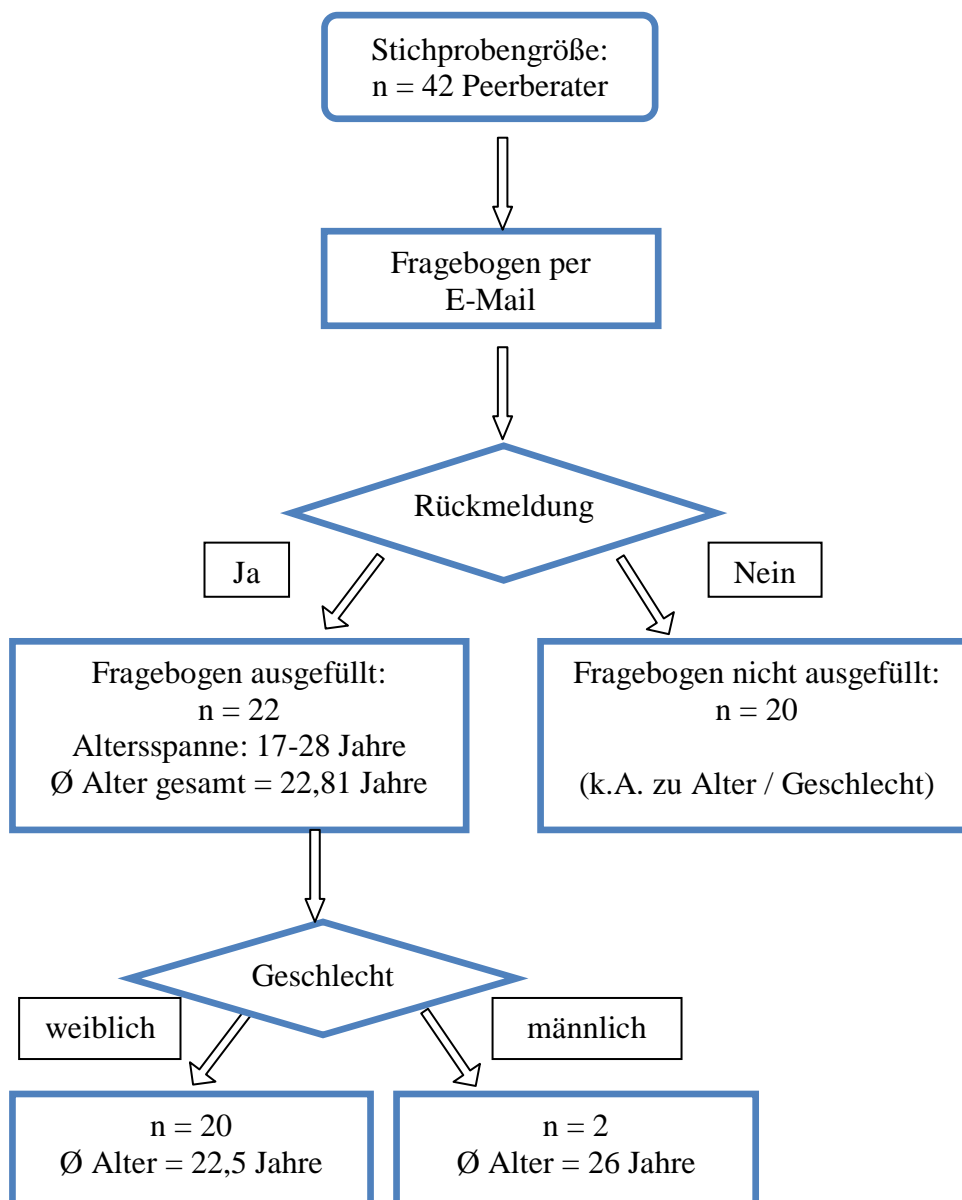 Stichprobengröße:
n = 42 Peerberater
Fragebogen per
E-Mail
Rückmeldung
Ja
Nein
Fragebogen ausgefüllt:
n = 22
Altersspanne: 17-28 Jahre
Ø Alter gesamt = 22,81 Jahre
Fragebogen nicht ausgefüllt:
n = 20
(k.A. zu Alter / Geschlecht)
Geschlecht
weiblich
männlich
n = 20
Ø Alter = 22,5 Jahre
n = 2
Ø Alter = 26 Jahre